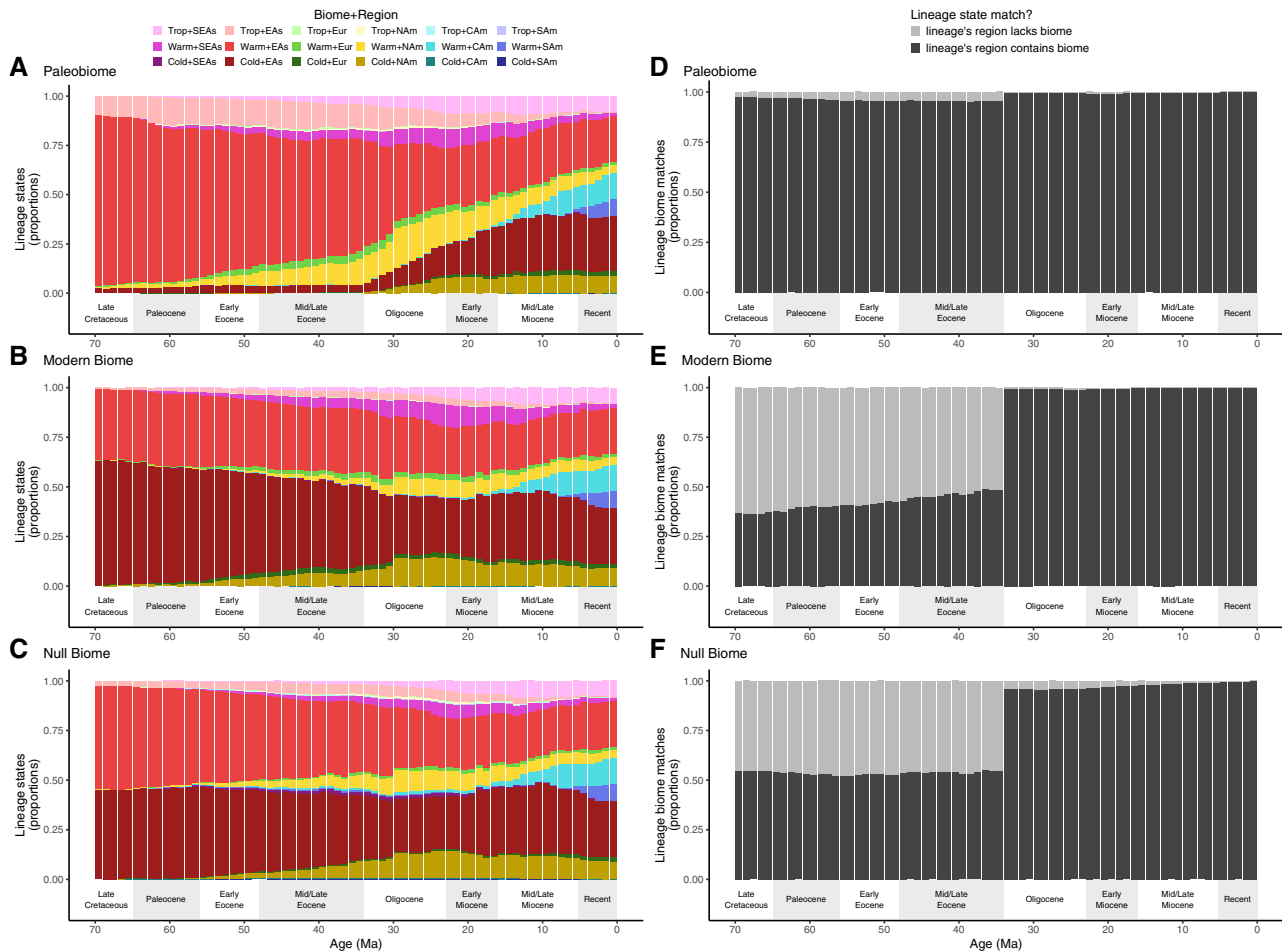 Biome+Region
Trop+SEAs Trop+EAs Trop+Eur Trop+NAm Trop+CAm Trop+SAm
Warm+SEAs Warm+EAs Warm+Eur Warm+NAm Warm+CAm Warm+SAm
Cold+SEAs Cold+EAs Cold+Eur Cold+NAm Cold+CAm Cold+SAm
Lineage state match?
lineage's region lacks biome
lineage's region contains biome
A Paleobiome
Lineage states
(proportions)
1.00
0.75
0.50
0.25
0.00
Late
Cretaceous
Paleocene
Early
Eocene
Mid/Late
Eocene
Oligocene
Early
Miocene
Mid/Late
Miocene
Recent
70 60 50 40 30 20 10 0
D Paleobiome
Lineage biome matches
(proportions)
1.00
0.75
0.50
0.25
0.00
Late
Cretaceous
Paleocene
Early
Eocene
Mid/Late
Eocene
Oligocene
Early
Miocene
Mid/Late
Miocene
Recent
70 60 50 40 30 20 10 0
B Modern Biome
Lineage states
(proportions)
1.00
0.75
0.50
0.25
0.00
Late
Cretaceous
Paleocene
Early
Eocene
Mid/Late
Eocene
Oligocene
Early
Miocene
Mid/Late
Miocene
Recent
70 60 50 40 30 20 10 0
E Modern Biome
Lineage biome matches
(proportions)
1.00
0.75
0.50
0.25
0.00
Late
Cretaceous
Paleocene
Early
Eocene
Mid/Late
Eocene
Oligocene
Early
Miocene
Mid/Late
Miocene
Recent
70 60 50 40 30 20 10 0
C Null Biome
Lineage states
(proportions)
1.00
0.75
0.50
0.25
0.00
Late
Cretaceous
Paleocene
Early
Eocene
Mid/Late
Eocene
Oligocene
Early
Miocene
Mid/Late
Miocene
Recent
70 60 50 40 30 20 10 0
Age (Ma)
F Null Biome
Lineage biome matches
(proportions)
1.00
0.75
0.50
0.25
0.00
Late
Cretaceous
Paleocene
Early
Eocene
Mid/Late
Eocene
Oligocene
Early
Miocene
Mid/Late
Miocene
Recent
70 60 50 40 30 20 10 0
Age (Ma)